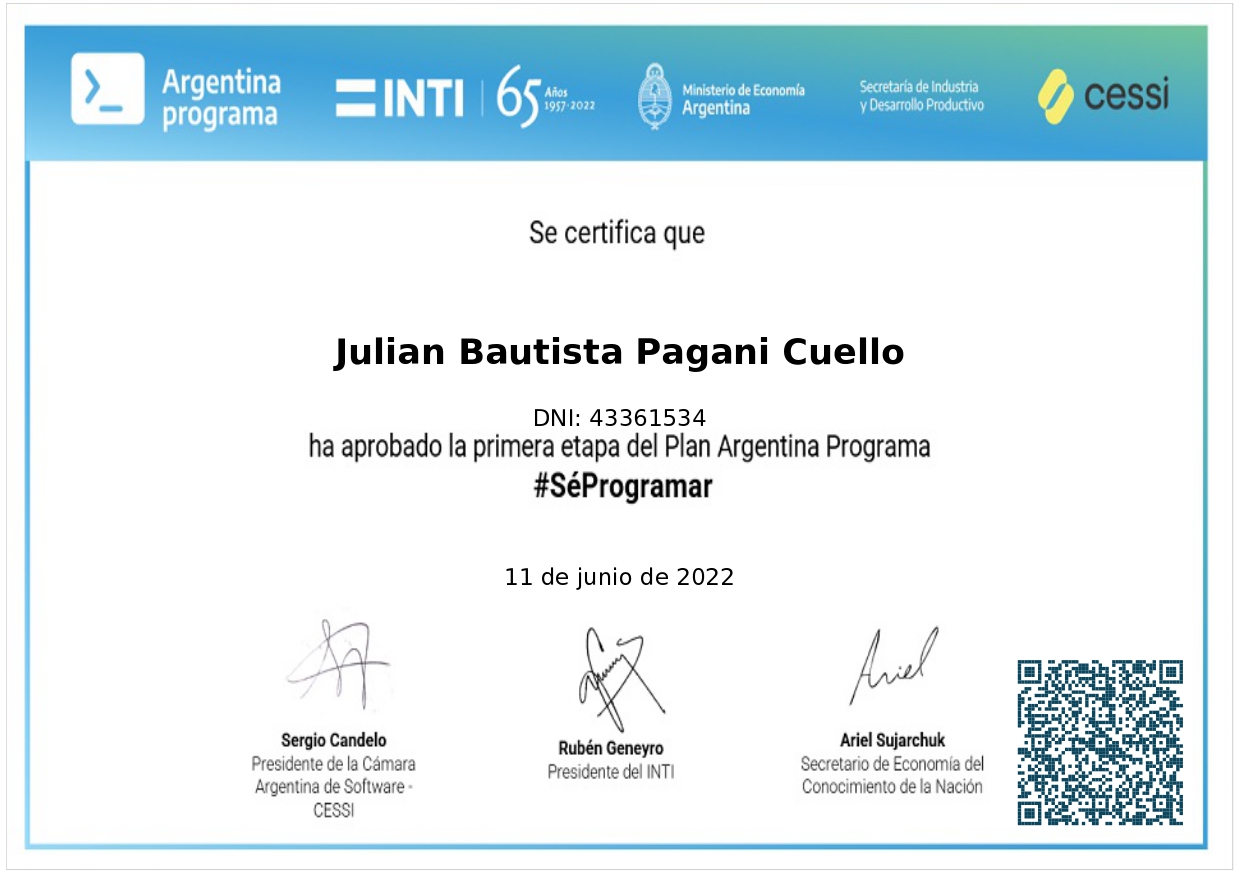 Argentina
programa
INTI
65 Años
1957-2022
Ministerio de Economía
Argentina
Secretaría de Industria
y Desarrollo Productivo
cessi
Se certifica que
Julian Bautista Pagani Cuello
DNI: 43361534
ha aprobado la primera etapa del Plan Argentina Programa
#SéProgramar
11 de junio de 2022
Ariel
Sergio Candelo
Presidente de la Cámara
Argentina de Software -
CESSI
Rubén Geneyro
Presidente del INTI
Ariel Sujarchuk
Secretario de Economía del
Conocimiento de la Nación